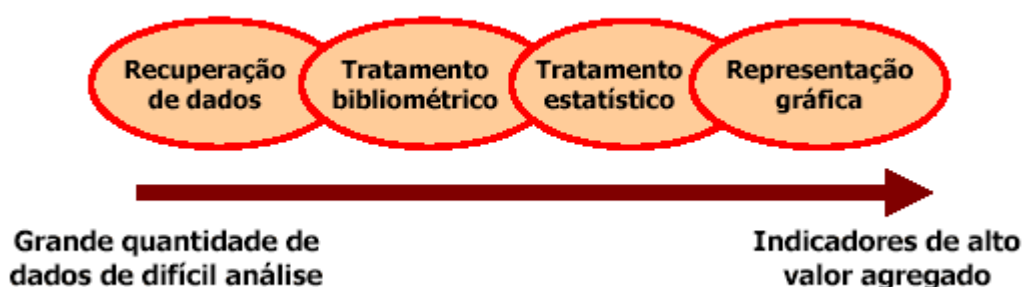 Recuperação
de dados
Tratamento
bibliométrico
Tratamento
estatístico
Representação
gráfica
Grande quantidade de
dados de difícil análise
Indicadores de alto
valor agregado